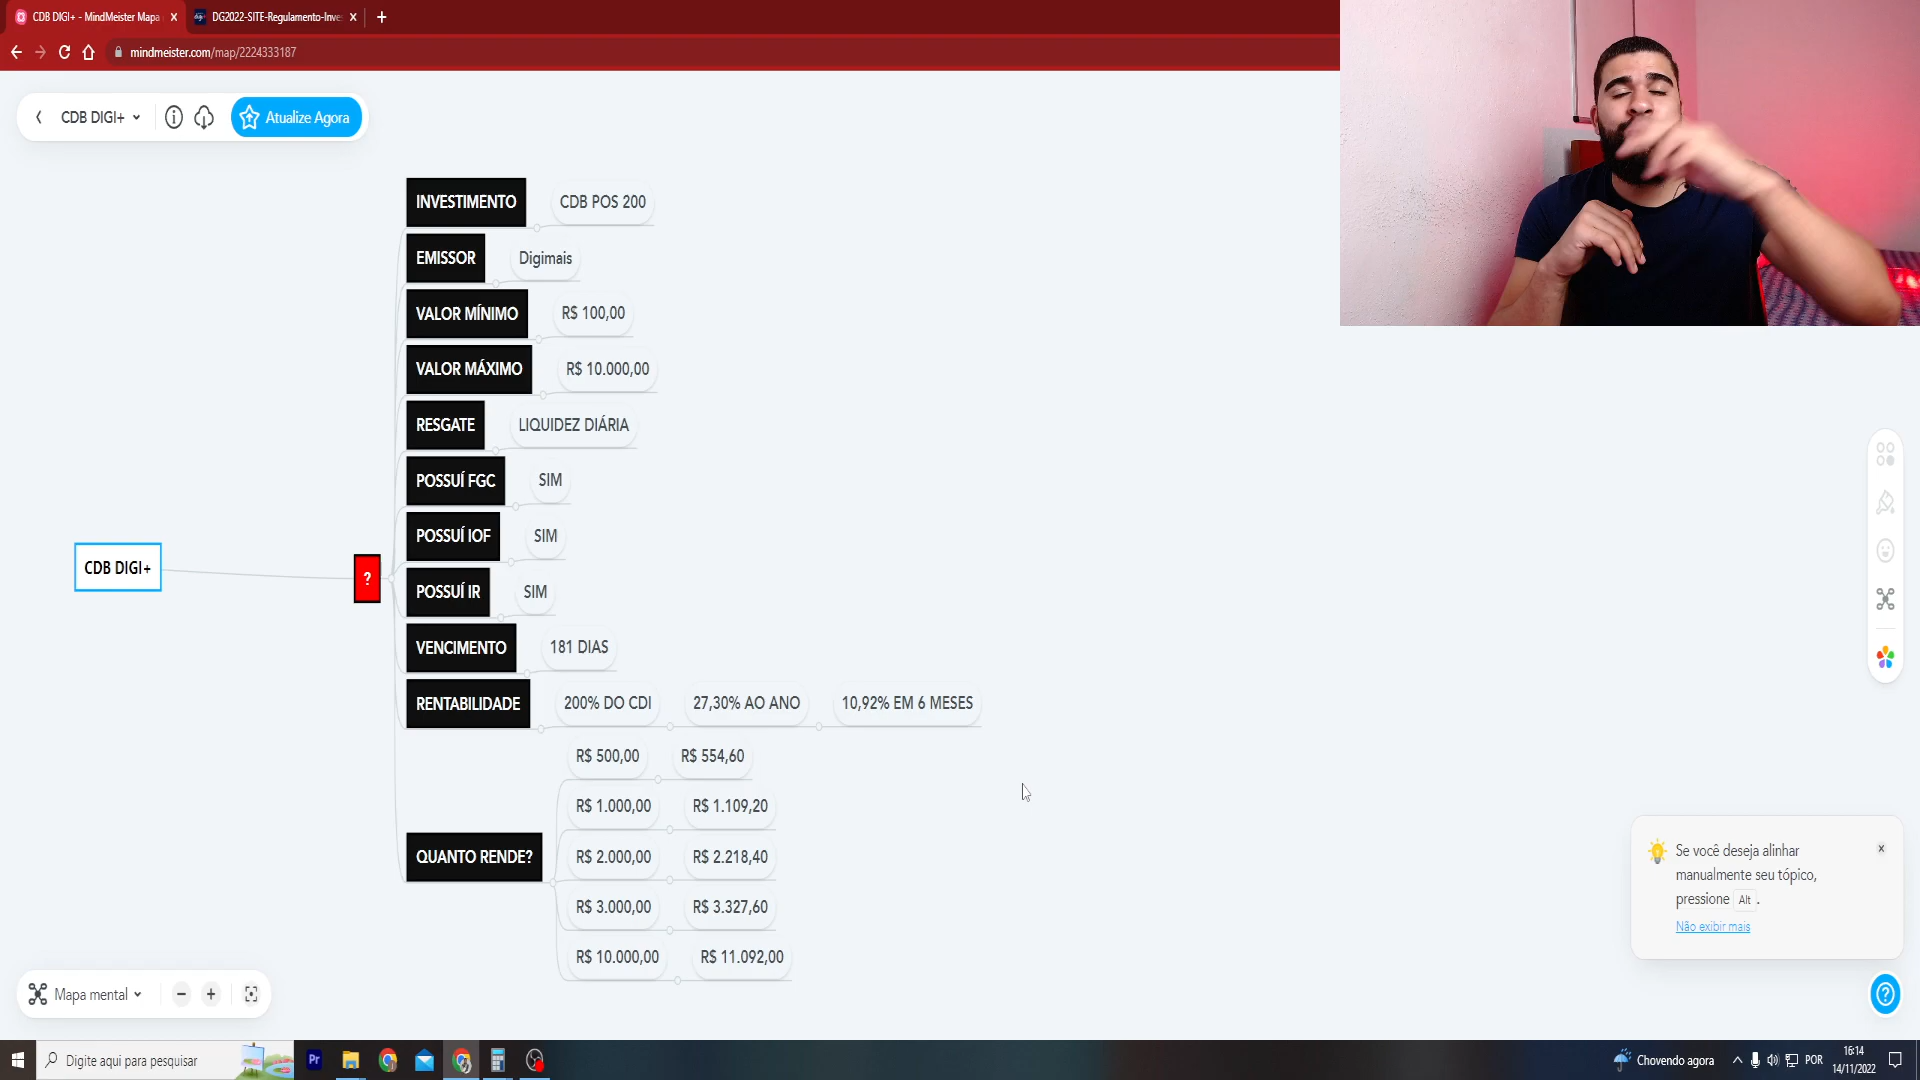 CDB DIGI+ - MindMeister Mapa
DG2022-SITE-Regulamento-Inve
mindmeister.com/map/2224333187
CDB DIGI+
Atualize Agora
INVESTIMENTO CDB POS 200
EMISSOR Digimais
VALOR MÍNIMO R$ 100,00
VALOR MÁXIMO R$ 10.000,00
RESGATE LIQUIDEZ DIÁRIA
POSSUÍ FGC SIM
POSSUÍ IOF SIM
CDB DIGI+
?
POSSUÍ IR SIM
VENCIMENTO 181 DIAS
RENTABILIDADE 200% DO CDI 27,30% AO ANO 10,92% EM 6 MESES
R$ 500,00 R$ 554,60
R$ 1.000,00 R$ 1.109,20
QUANTO RENDE? R$ 2.000,00 R$ 2.218,40
R$ 3.000,00 R$ 3.327,60
R$ 10.000,00 R$ 11.092,00
Se você deseja alinhar
manualmente seu tópico,
pressione Alt .
Não exibir mais
Mapa mental
Digite aqui para pesquisar
Pr
Chovendo agora
POR
16:14
14/11/2022